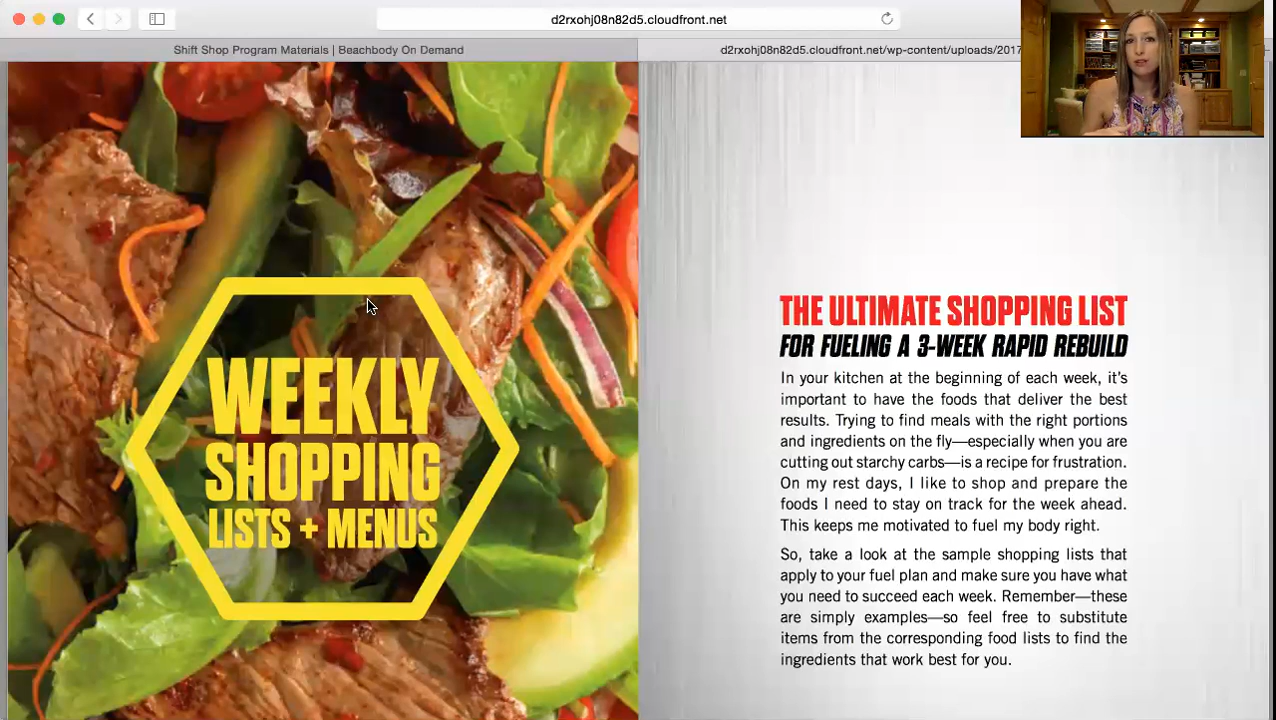 d2rxohj08n82d5.cloudfront.net
Shift Shop Program Materials | Beachbody On Demand
d2rxohj08n82d5.cloudfront.net/wp-content/uploads/2017
WEEKLY
SHOPPING
LISTS + MENUS
THE ULTIMATE SHOPPING LIST
FOR FUELING A 3-WEEK RAPID REBUILD
In your kitchen at the beginning of each week, it's
important to have the foods that deliver the best
results. Trying to find meals with the right portions
and ingredients on the fly—especially when you are
cutting out starchy carbs—is a recipe for frustration.
On my rest days, I like to shop and prepare the
foods I need to stay on track for the week ahead.
This keeps me motivated to fuel my body right.
So, take a look at the sample shopping lists that
apply to your fuel plan and make sure you have what
you need to succeed each week. Remember—these
are simply examples—so feel free to substitute
items from the corresponding food lists to find the
ingredients that work best for you.